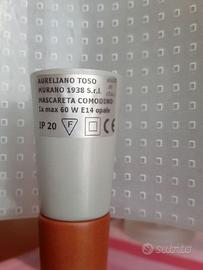 AURELIANO TOSO
MURANO 1938 S.r.l.
MASCARETA COMODINO
1x max 60 W E14 opale
IP 20 F CE
subito